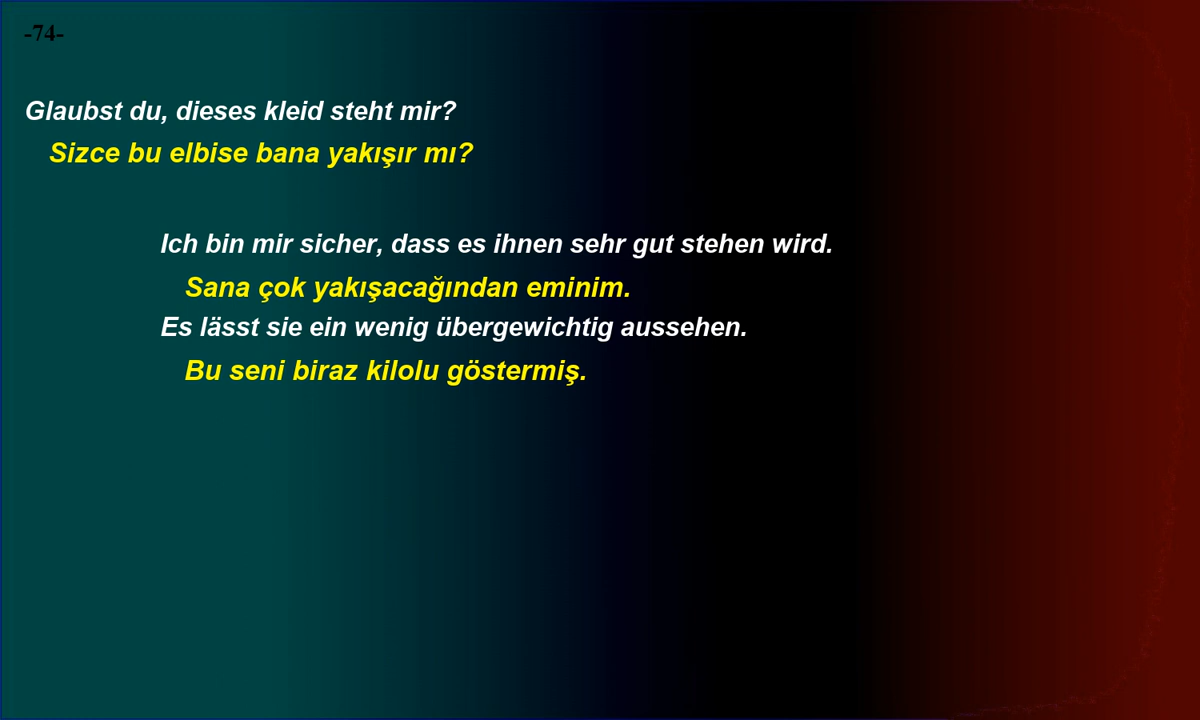 -74-
Glaubst du, dieses kleid steht mir?
Sizce bu elbise bana yakışır mı?
Ich bin mir sicher, dass es ihnen sehr gut stehen wird.
Sana çok yakışacağından eminim.
Es lässt sie ein wenig übergewichtig aussehen.
Bu seni biraz kilolu göstermiş.